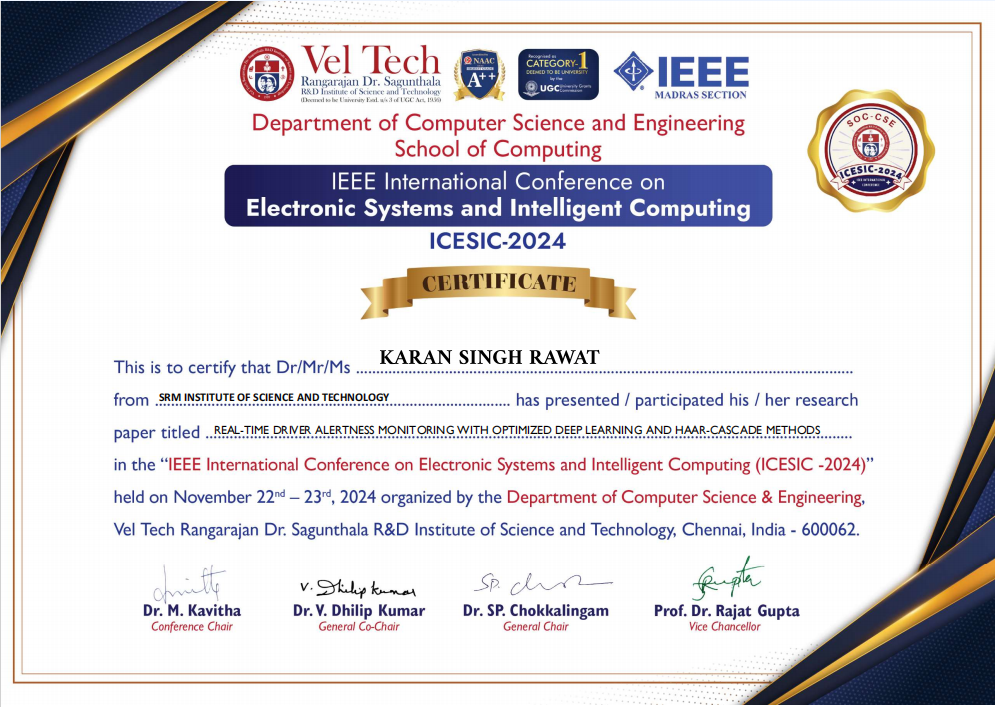 Vel Tech
Rangarajan Dr. Sagunthala
R&D Institute of Science and Technology
(Deemed to be University Estd. u/s 3 of UGC Act, 1956)
NAAC
A++
Recognised as
CATEGORY-1
DEEMED TO BE UNIVERSITY
by the
UGC University Grants Commission
IEEE
MADRAS SECTION
Department of Computer Science and Engineering
School of Computing
SOC-CSE
ICESIC-2024
IEEE International Conference on
Electronic Systems and Intelligent Computing
ICESIC-2024
CERTIFICATE
This is to certify that Dr/Mr/Ms KARAN SINGH RAWAT
from SRM INSTITUTE OF SCIENCE AND TECHNOLOGY has presented / participated his / her research
paper titled REAL-TIME DRIVER ALERTNESS MONITORING WITH OPTIMIZED DEEP LEARNING AND HAAR-CASCADE METHODS
in the “IEEE International Conference on Electronic Systems and Intelligent Computing (ICESIC -2024)”
held on November 22nd – 23rd, 2024 organized by the Department of Computer Science & Engineering,
Vel Tech Rangarajan Dr. Sagunthala R&D Institute of Science and Technology, Chennai, India - 600062.
V. Dhilip kumar
SP.
Gupta
Dr. M. Kavitha
Conference Chair
Dr. V. Dhilip Kumar
General Co-Chair
Dr. SP. Chokkalingam
General Chair
Prof. Dr. Rajat Gupta
Vice Chancellor